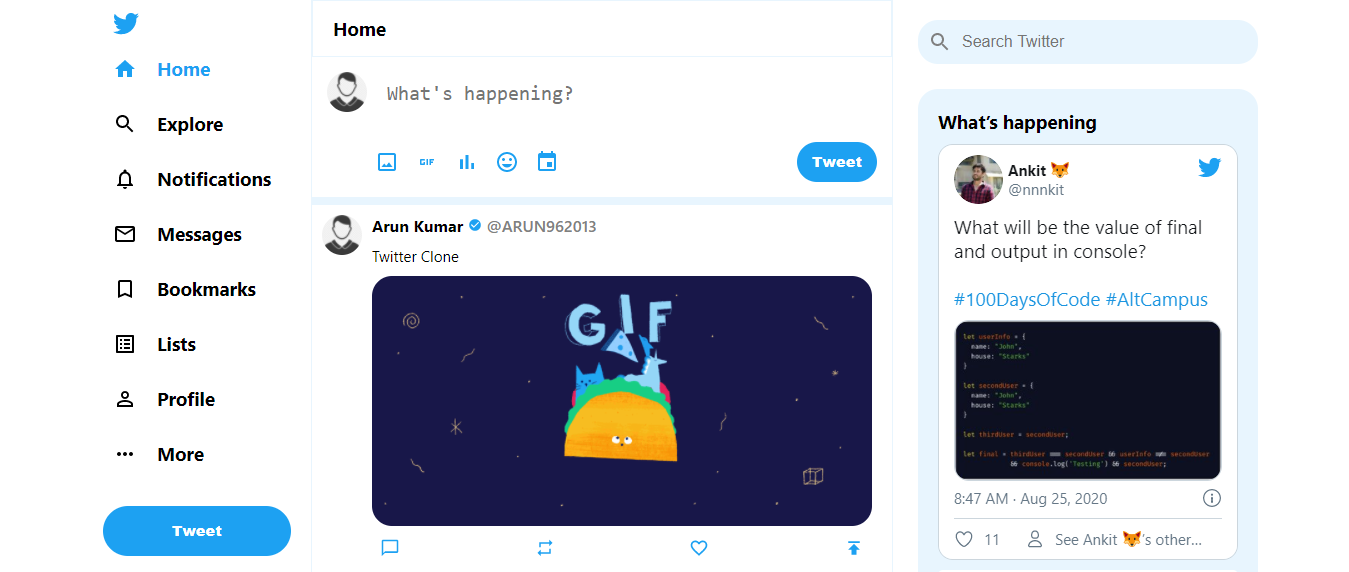 Home
Explore
Notifications
Messages
Bookmarks
Lists
Profile
More
Tweet
Home
What's happening?
GIF
Tweet
Arun Kumar @ARUN962013
Twitter Clone
GIF
Search Twitter
What's happening
Ankit 🦊
@nnnkit
What will be the value of final
and output in console?
#100DaysOfCode #AltCampus
let userInfo = {
name: "John",
house: "Starks"
}
let secondUser = {
name: "John",
house: "Starks"
}
let thirdUser = secondUser;
let final = thirdUser === secondUser && userInfo !== secondUser
&& console.log('Testing') && secondUser;
8:47 AM · Aug 25, 2020
11 See Ankit 🦊's other...